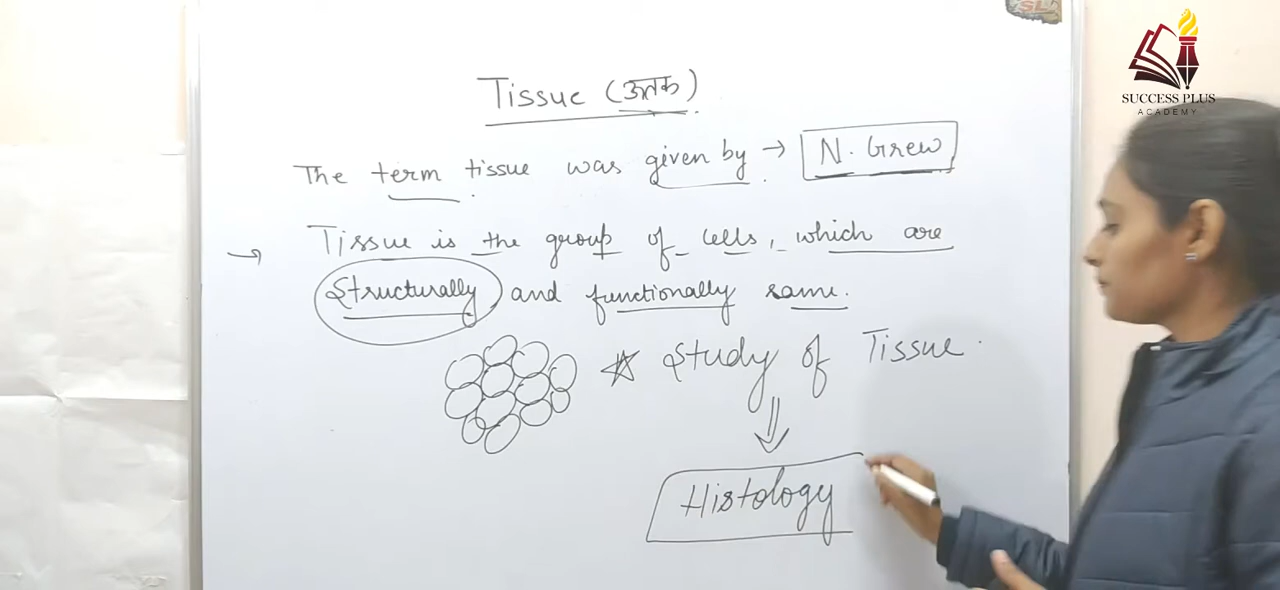 SL
SUCCESS PLUS
ACADEMY
Tissue (ऊतक)
The term tissue was given by → N. Grew
→ Tissue is the group of cells, which are
Structurally and functionally same.
☆ Study of Tissue.
⇓
Histology